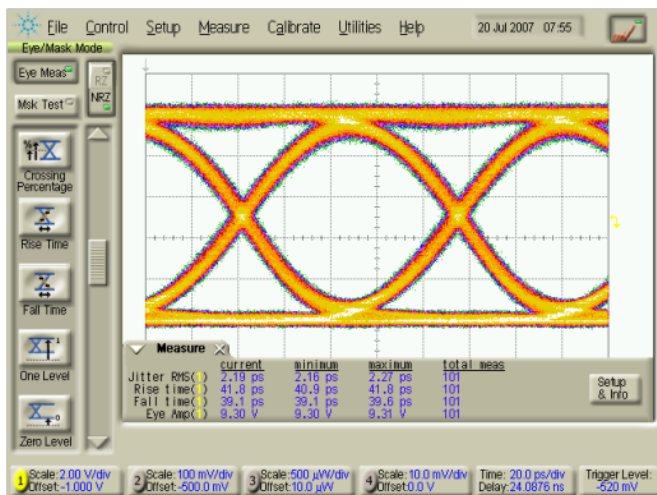 File Control Setup Measure Calibrate Utilities Help 20 Jul 2007 07:55
Eye/Mask Mode
Eye Meas
RZ
NRZ
Msk Test
Crossing
Percentage
Rise Time
Fall Time
One Level
Zero Level
Measure
current minimum maximum total meas
Jitter RMS(1) 2.19 ps 2.16 ps 2.27 ps 101
Rise time(1) 41.8 ps 40.9 ps 41.8 ps 101
Fall time(1) 39.1 ps 39.1 ps 39.6 ps 101
Eye Amp(1) 9.30 V 9.30 V 9.31 V 101
Setup
& Info
1 Scale:2.00 V/div
Offset:-1.000 V
2 Scale:100 mV/div
Offset:-500.0 mV
3 Scale:500 µW/div
Offset:10.0 µW
4 Scale:10.0 mV/div
Offset:0.0 V
Time: 20.0 ps/div
Delay:24.0876 ns
Trigger Level:
-520 mV